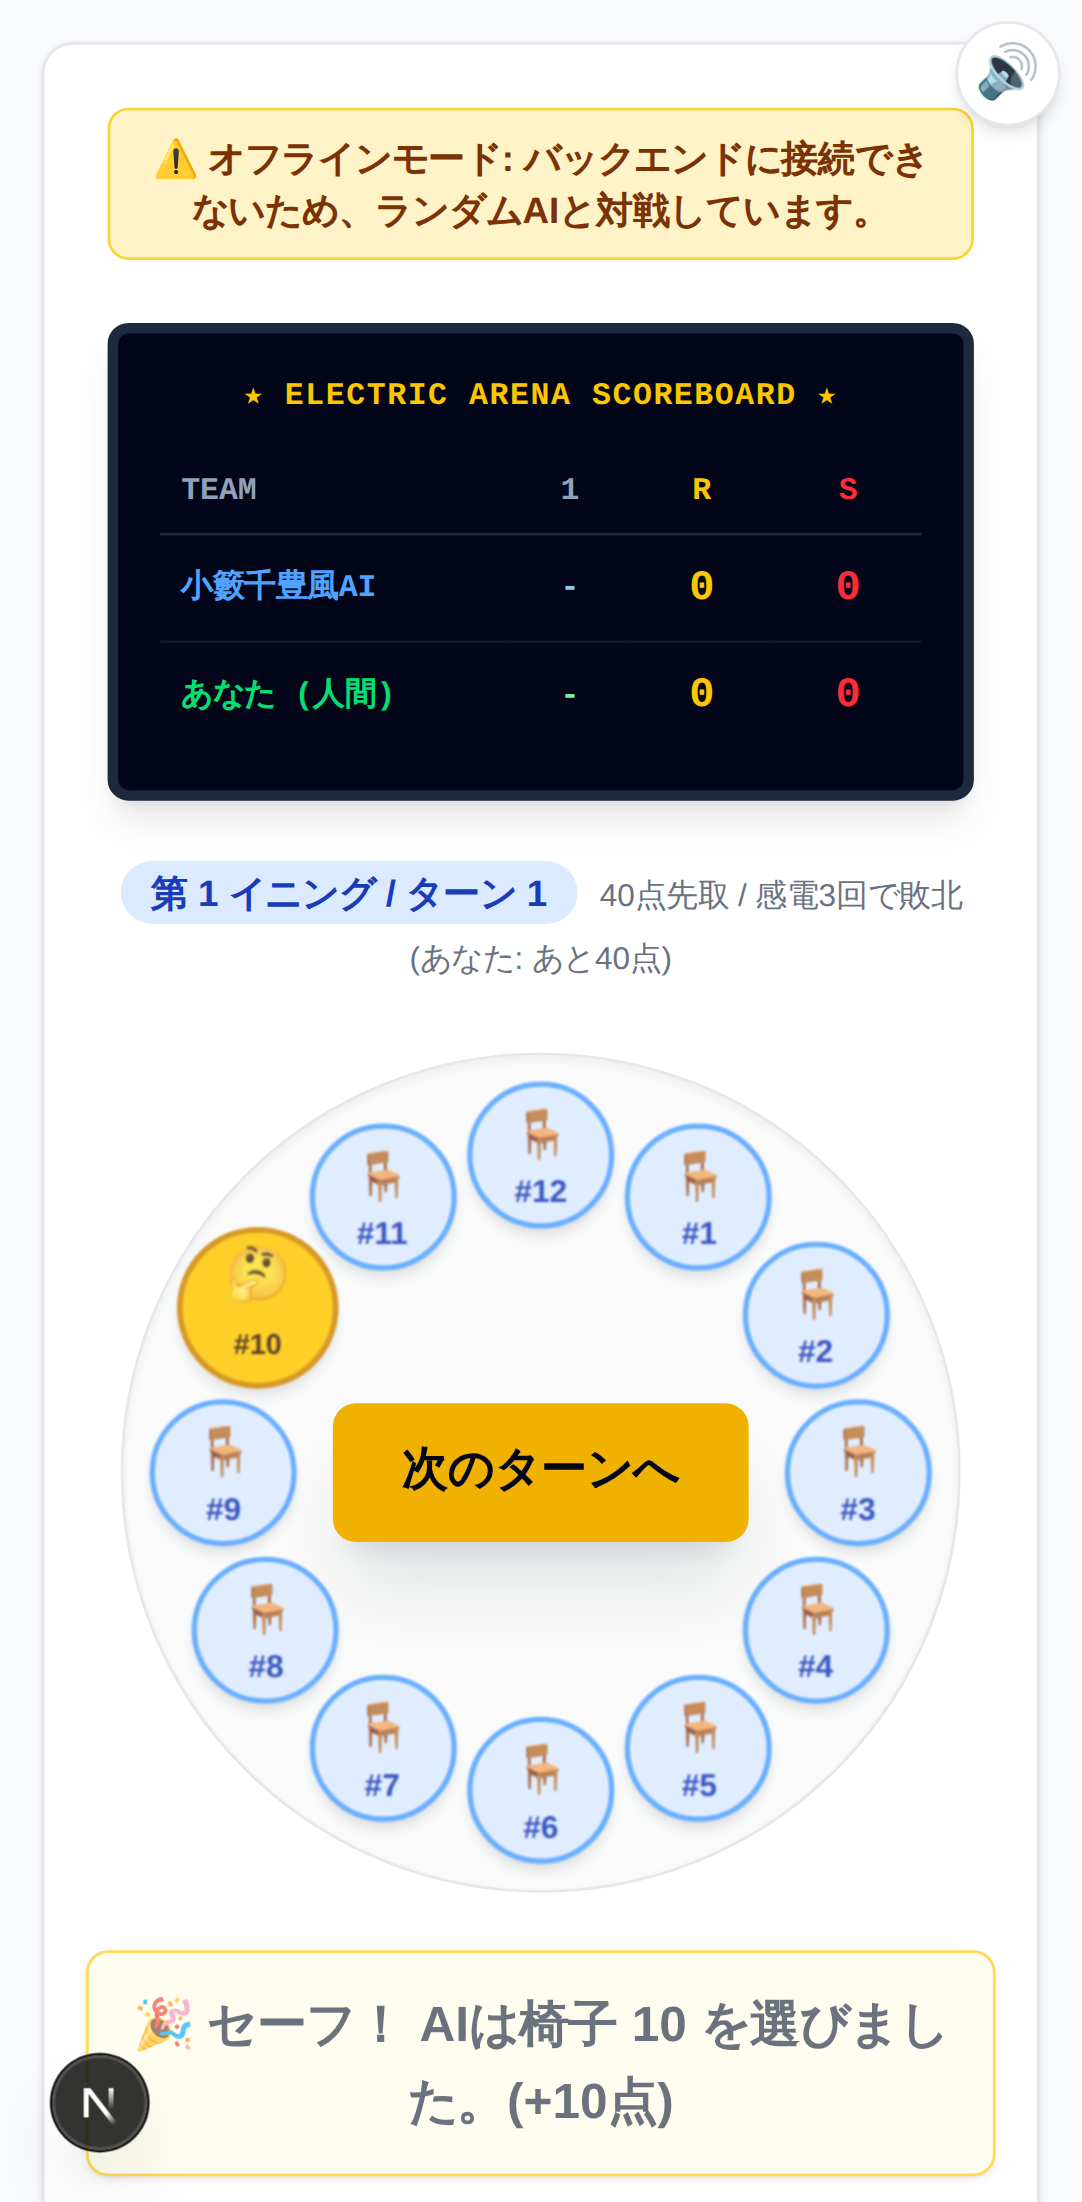 ⚠️ オフラインモード: バックエンドに接続でき
ないため、ランダムAIと対戦しています。
★ ELECTRIC ARENA SCOREBOARD ★
TEAM 1 R S
小籔千豊風AI - 0 0
あなた (人間) - 0 0
第 1 イニング / ターン 1 40点先取 / 感電3回で敗北
(あなた: あと40点)
#12
#11 #1
#10 #2
#9 次のターンへ #3
#8 #4
#7 #5
#6
🎉 セーフ！ AIは椅子 10 を選びまし
た。(+10点)
N